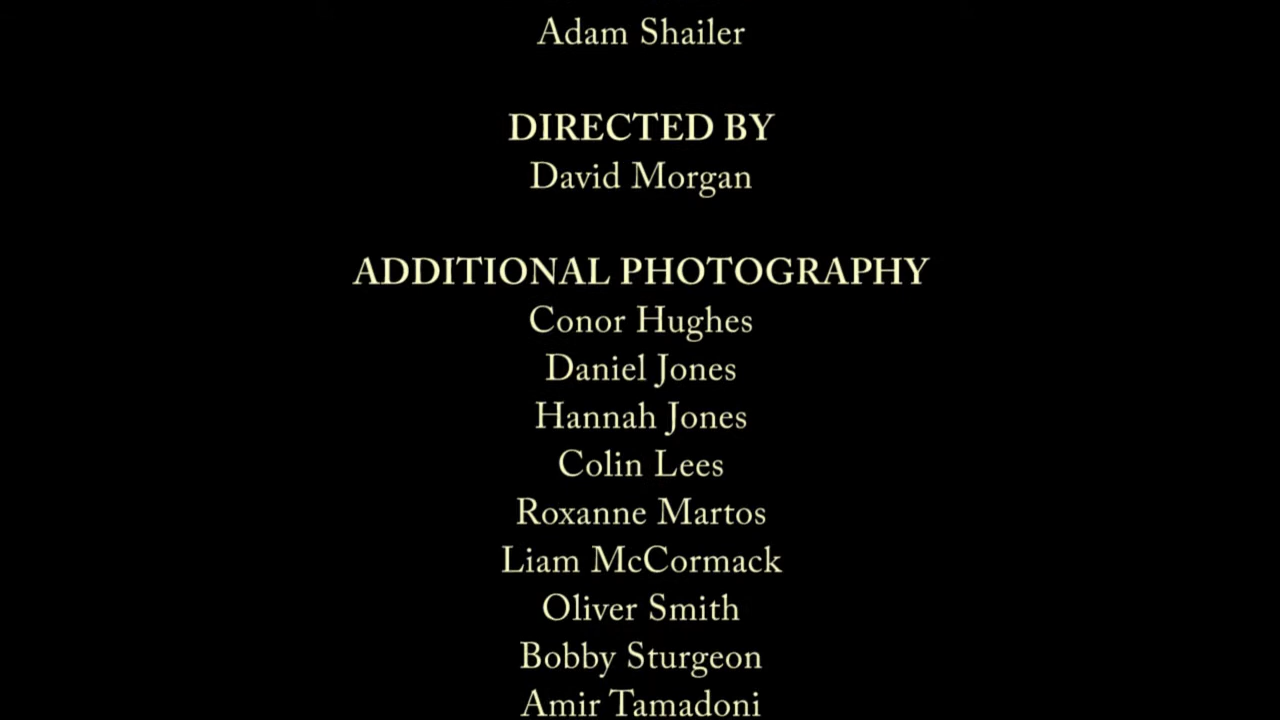 Adam Shailer
DIRECTED BY
David Morgan
ADDITIONAL PHOTOGRAPHY
Conor Hughes
Daniel Jones
Hannah Jones
Colin Lees
Roxanne Martos
Liam McCormack
Oliver Smith
Bobby Sturgeon
Amir Tamadoni